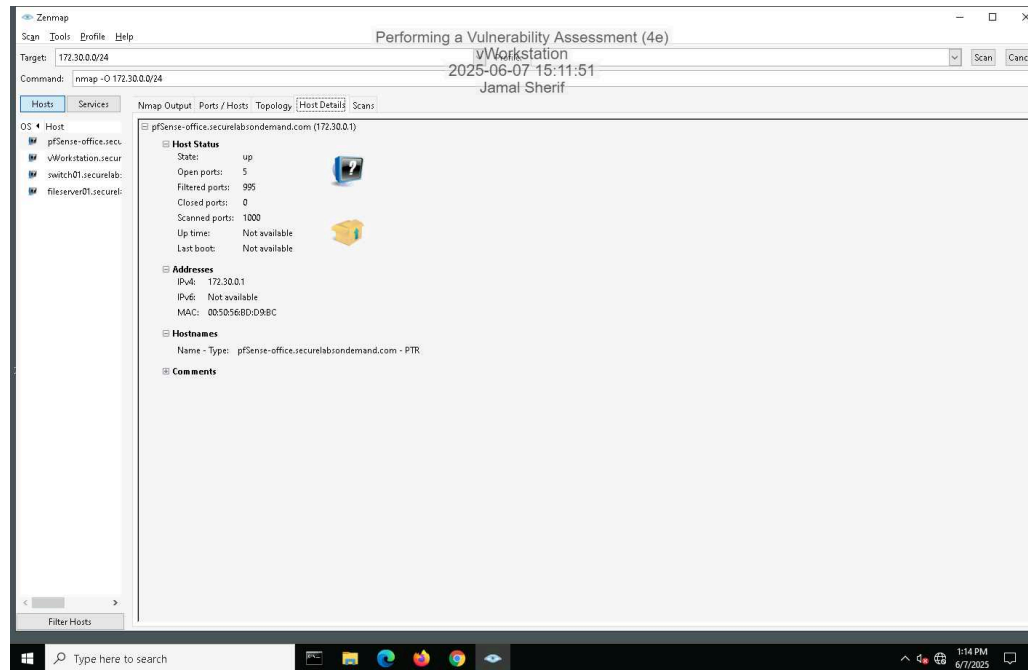 Zenmap
Scan Tools Profile Help
Performing a Vulnerability Assessment (4e)
vWorkstation
2025-06-07 15:11:51
Jamal Sherif
Target: 172.30.0.0/24
Scan Canc
Command: nmap -O 172.30.0.0/24
Hosts Services
Nmap Output Ports / Hosts Topology Host Details Scans
OS Host
pfSense-office.secu
vWorkstation.secur
switch01.securelab:
fileserver01.securel:
pfSense-office.securelabsondemand.com (172.30.0.1)
Host Status
State: up
Open ports: 5
Filtered ports: 995
Closed ports: 0
Scanned ports: 1000
Up time: Not available
Last boot: Not available
Addresses
IPv4: 172.30.0.1
IPv6: Not available
MAC: 00:50:56:BD:D9:BC
Hostnames
Name - Type: pfSense-office.securelabsondemand.com - PTR
Comments
Filter Hosts
Type here to search
1:14 PM
6/7/2025